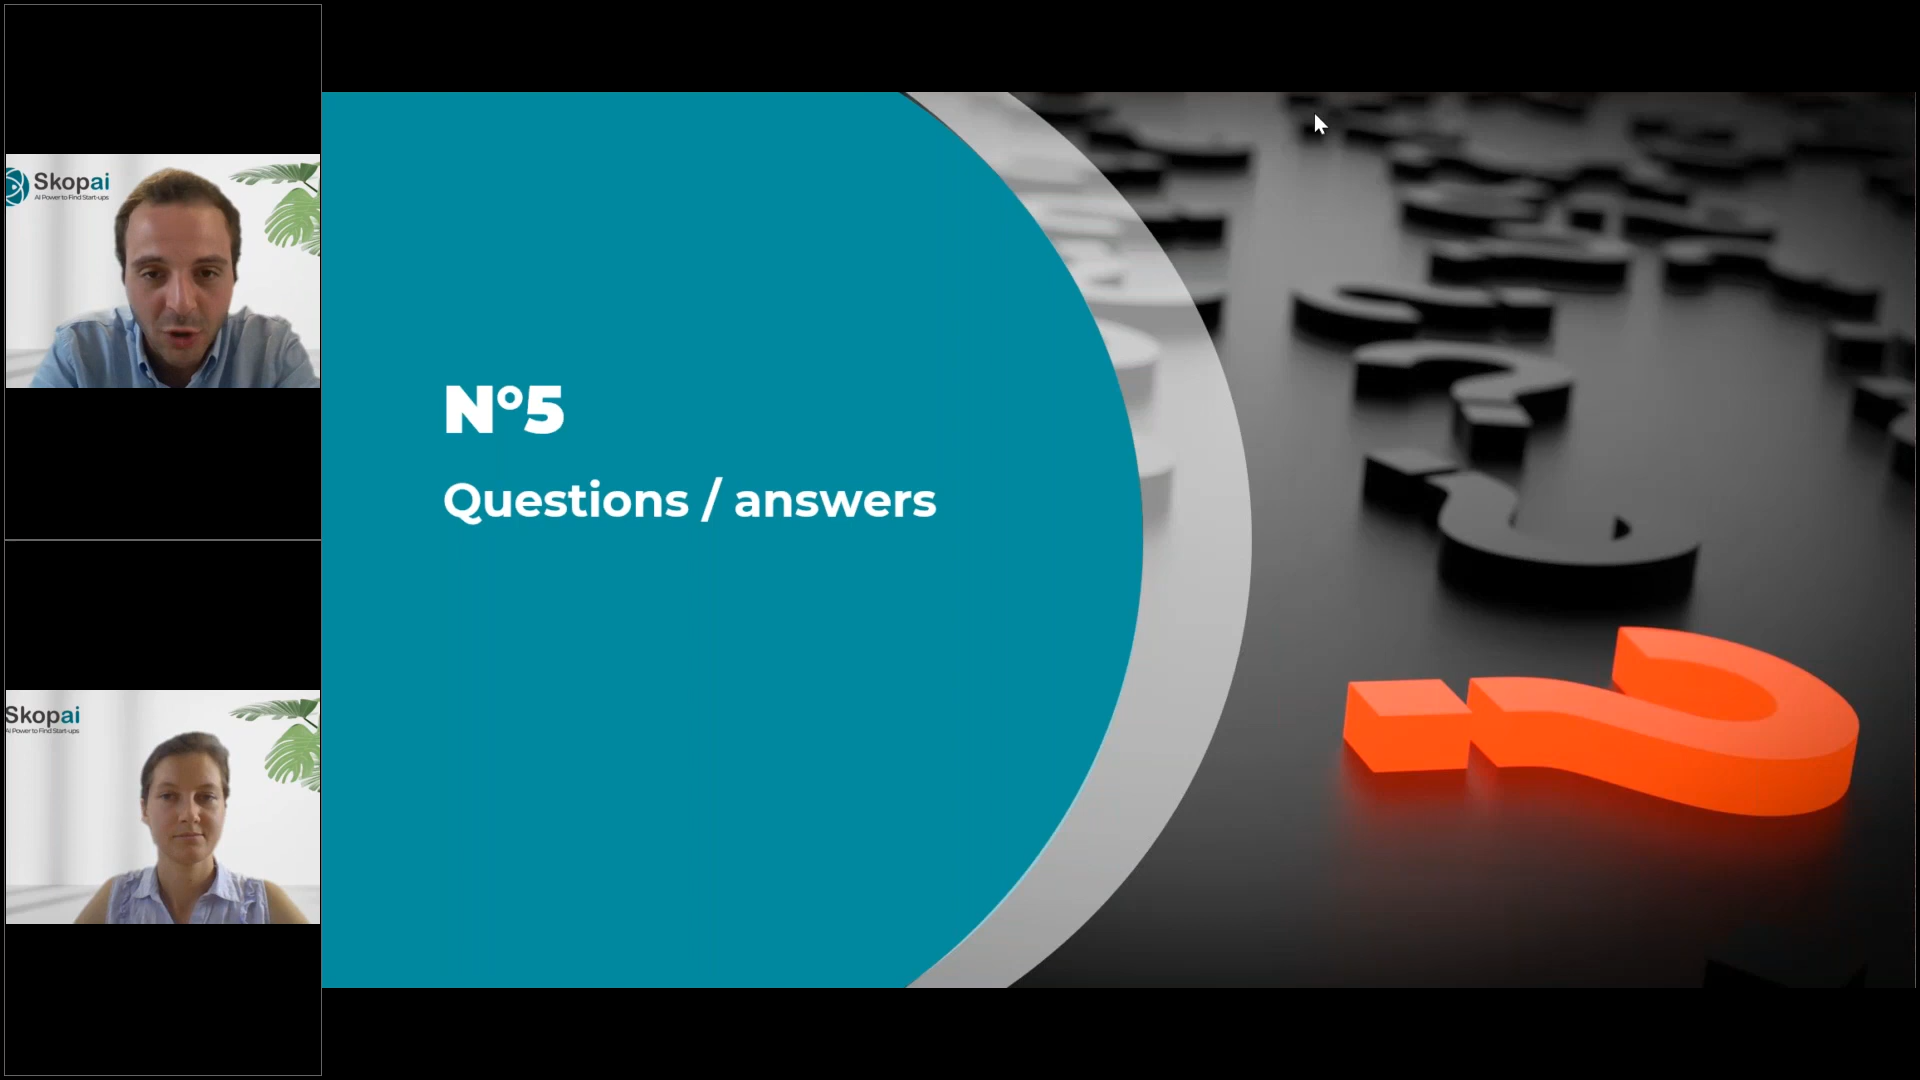 Skopai
AI Power to Find Start-ups
N°5
Questions / answers
Skopai
AI Power to Find Start-ups